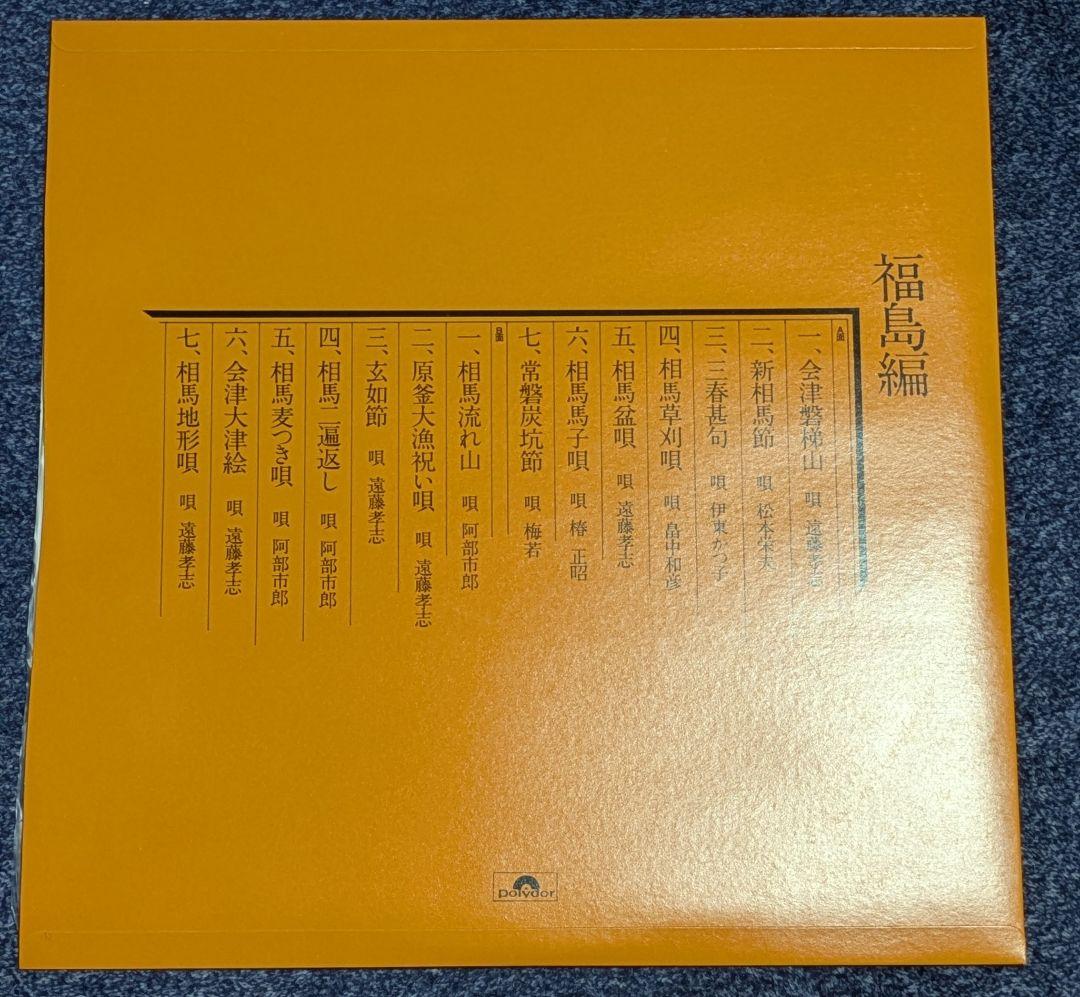 福島編
A面
一、会津磐梯山 唄 遠藤孝志
二、新相馬節 唄 松本栄夫
三、三春甚句 唄 伊東かつ子
四、相馬草刈唄 唄 畠中和彦
五、相馬盆唄 唄 遠藤孝志
六、相馬馬子唄 唄 椿 正昭
七、常磐炭坑節 唄 梅若
B面
一、相馬流れ山 唄 阿部市郎
二、原釜大漁祝い唄 唄 遠藤孝志
三、玄如節 唄 遠藤孝志
四、相馬二遍返し 唄 阿部市郎
五、相馬麦つき唄 唄 阿部市郎
六、会津大津絵 唄 遠藤孝志
七、相馬地形唄 唄 遠藤孝志
polydor